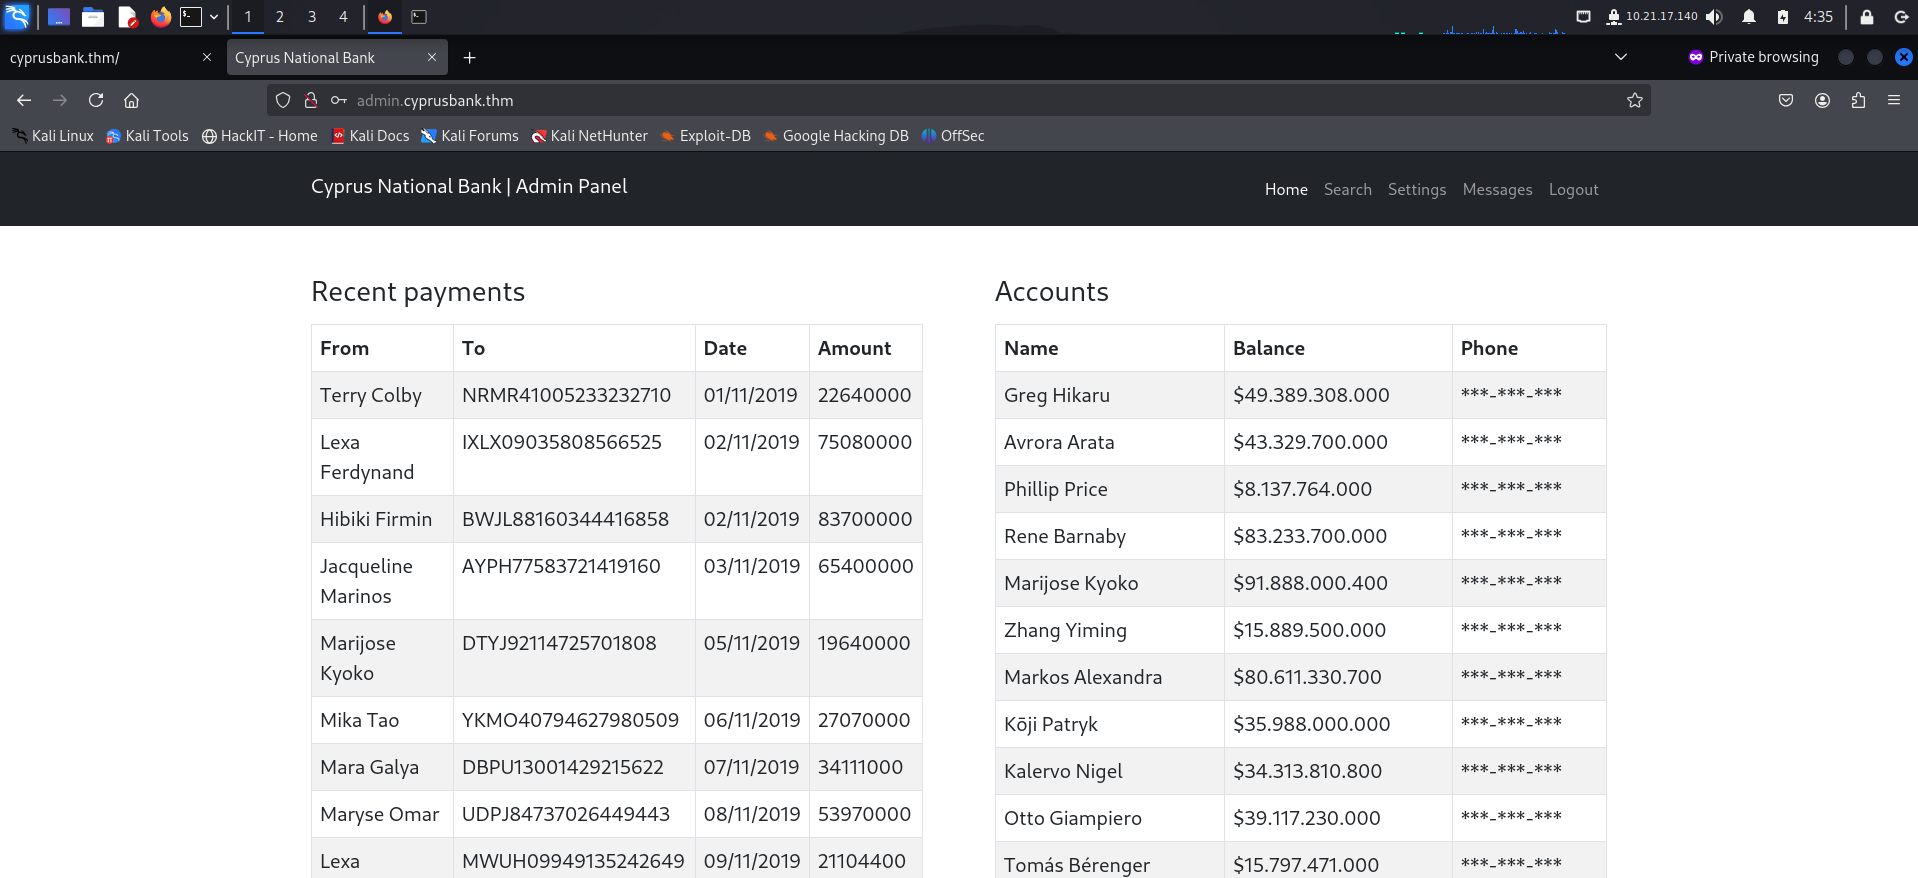 1 2 3 4 10.21.17.140 4:35
cyprusbank.thm/ Cyprus National Bank Private browsing
admin.cyprusbank.thm
Kali Linux Kali Tools HackIT - Home Kali Docs Kali Forums Kali NetHunter Exploit-DB Google Hacking DB OffSec
Cyprus National Bank | Admin Panel Home Search Settings Messages Logout
Recent payments
From To Date Amount
Terry Colby NRMR41005233232710 01/11/2019 22640000
Lexa IXLX09035808566525 02/11/2019 75080000
Ferdynand
Hibiki Firmin BWJL88160344416858 02/11/2019 83700000
Jacqueline AYPH77583721419160 03/11/2019 65400000
Marinos
Marijose DTYJ92114725701808 05/11/2019 19640000
Kyoko
Mika Tao YKMO40794627980509 06/11/2019 27070000
Mara Galya DBPU13001429215622 07/11/2019 34111000
Maryse Omar UDPJ84737026449443 08/11/2019 53970000
Lexa MWUH09949135242649 09/11/2019 21104400
Accounts
Name Balance Phone
Greg Hikaru $49.389.308.000 ***-***-***
Avrora Arata $43.329.700.000 ***-***-***
Phillip Price $8.137.764.000 ***-***-***
Rene Barnaby $83.233.700.000 ***-***-***
Marijose Kyoko $91.888.000.400 ***-***-***
Zhang Yiming $15.889.500.000 ***-***-***
Markos Alexandra $80.611.330.700 ***-***-***
Kōji Patryk $35.988.000.000 ***-***-***
Kalervo Nigel $34.313.810.800 ***-***-***
Otto Giampiero $39.117.230.000 ***-***-***
Tomás Bérenger $15.797.471.000 ***-***-***